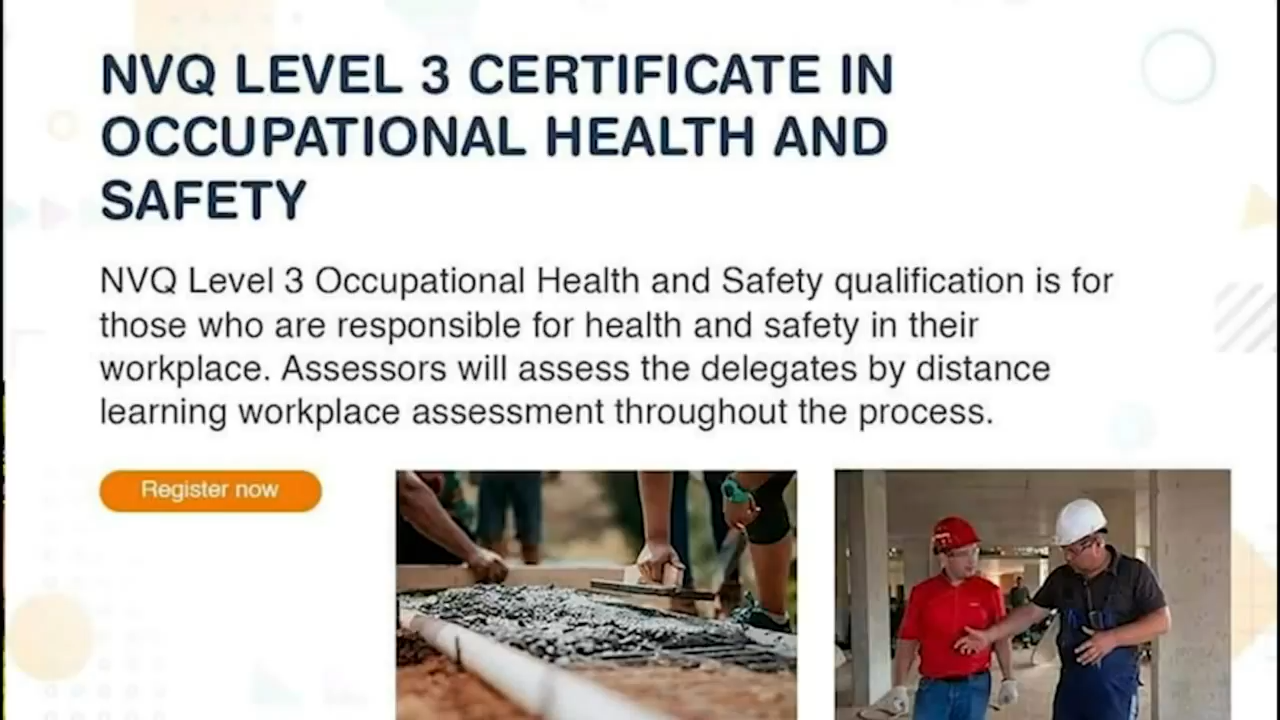 NVQ LEVEL 3 CERTIFICATE IN
OCCUPATIONAL HEALTH AND
SAFETY
NVQ Level 3 Occupational Health and Safety qualification is for
those who are responsible for health and safety in their
workplace. Assessors will assess the delegates by distance
learning workplace assessment throughout the process.
Register now